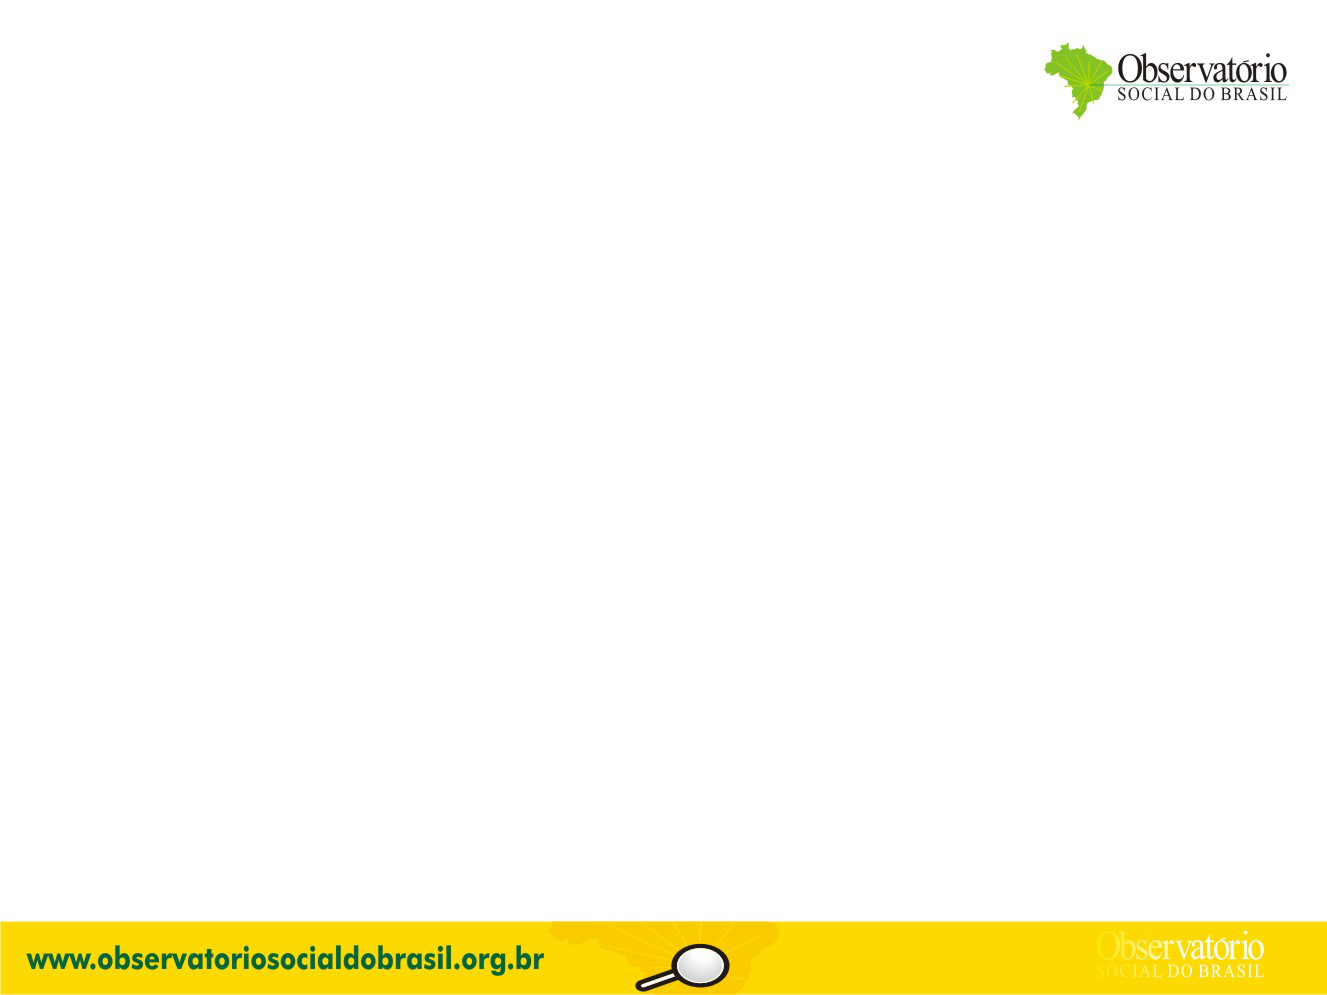 Observatório
SOCIAL DO BRASIL
www.observatoriosocialdobrasil.org.br
Observatório
SOCIAL DO BRASIL